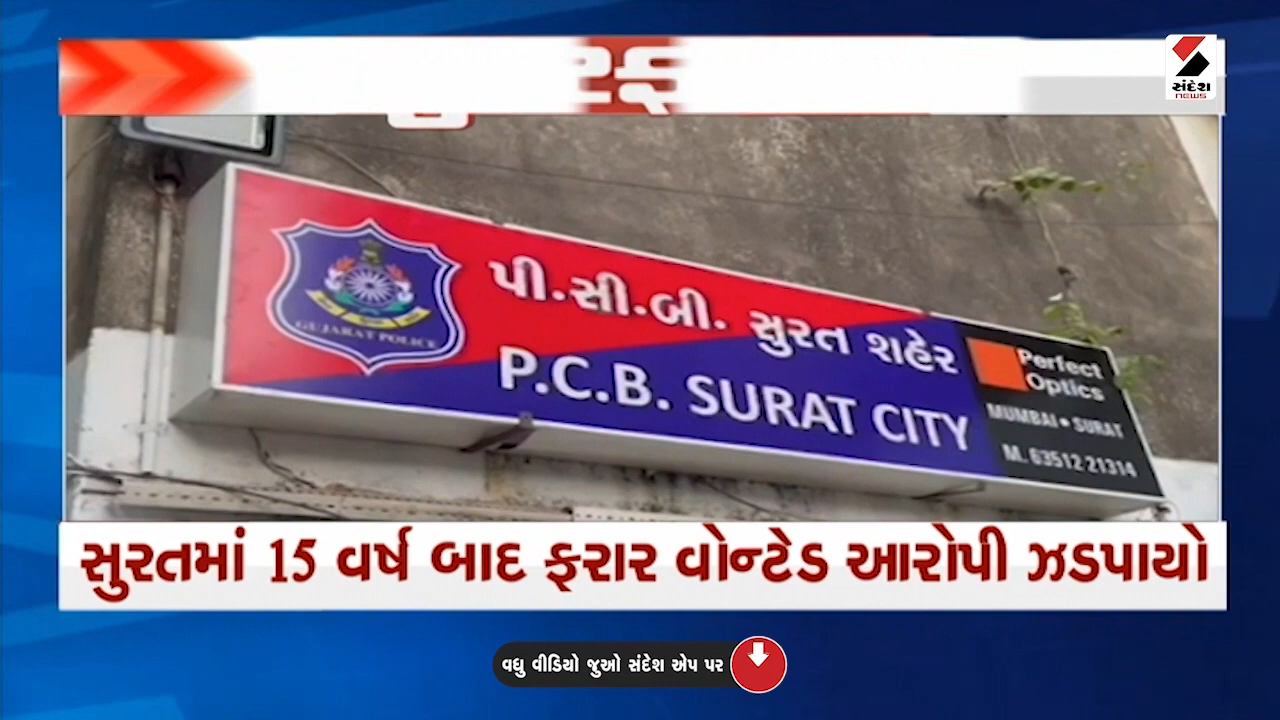 સંદેશ
NEWS
પી.સી.બી. સુરત શહેર
P.C.B. SURAT CITY
GUJARAT POLICE
Perfect
Optics
MUMBAI • SURAT
M. 63512 21314
સુરતમાં 15 વર્ષ બાદ ફરાર વોન્ટેડ આરોપી ઝડપાયો
વધુ વીડિયો જુઓ સંદેશ એપ પર